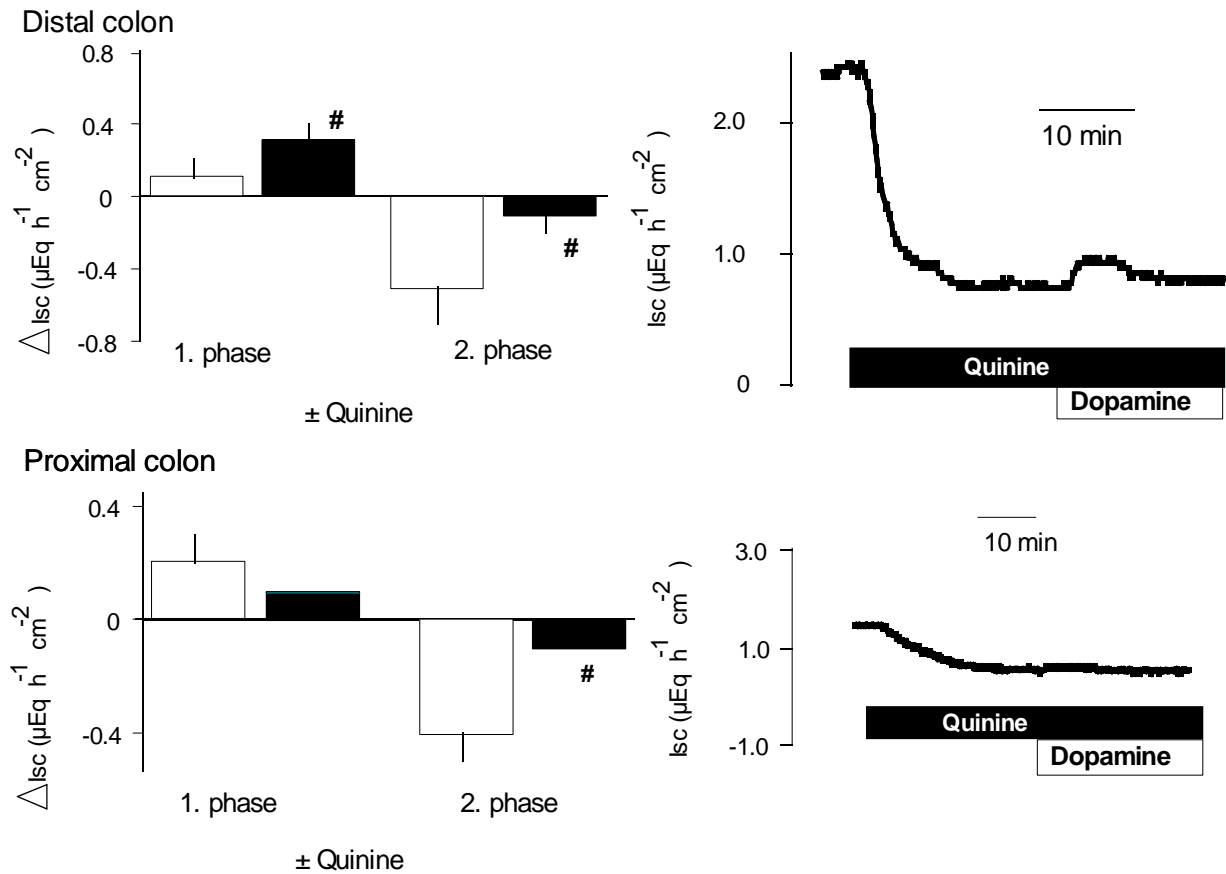 Distal colon
0.8
0.4
0
-0.4
-0.8
△ Isc (µEq h-1 cm-2 )
#
#
1. phase
2. phase
± Quinine
2.0
1.0
0
Isc (µEq h-1 cm-2 )
10 min
Quinine
Dopamine
Proximal colon
0.4
0
-0.4
△ Isc (µEq h-1 cm-2 )
#
1. phase
2. phase
± Quinine
3.0
1.0
-1.0
Isc (µEq h-1 cm-2 )
10 min
Quinine
Dopamine